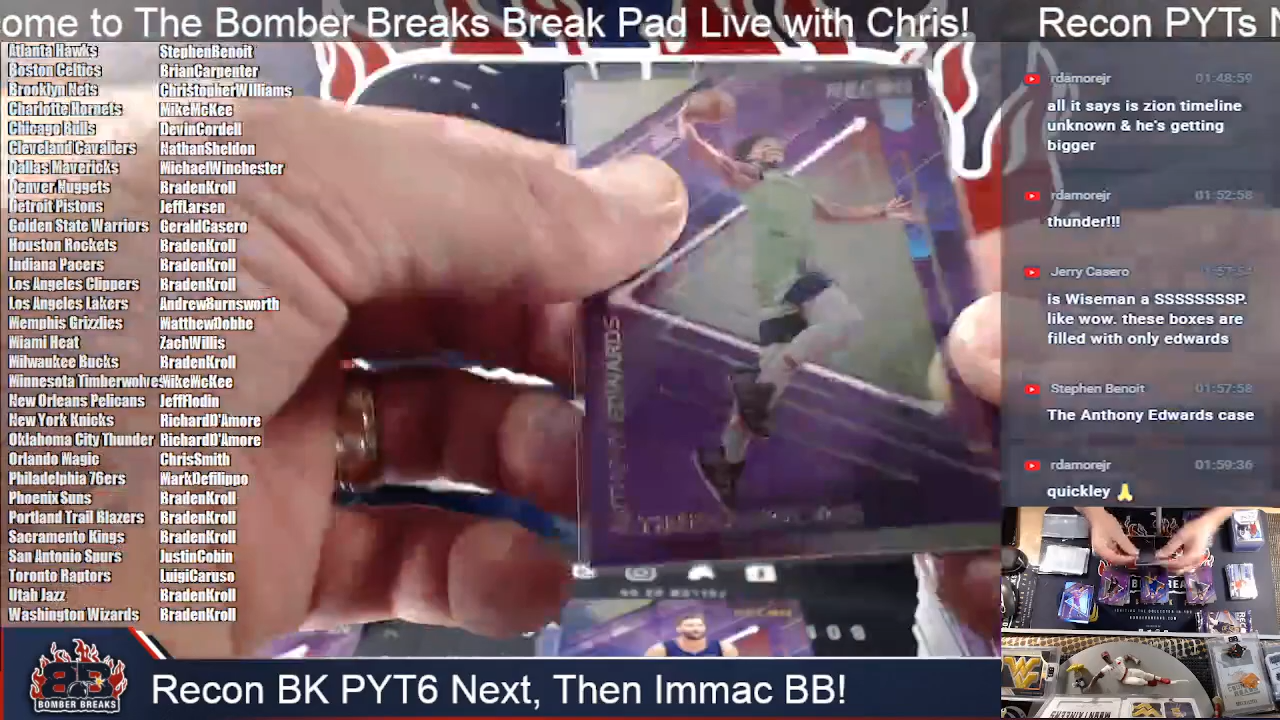 ome to The Bomber Breaks Break Pad Live with Chris! Recon PYTs N
Atlanta Hawks StephenBenoit
Boston Celtics BrianCarpenter
Brooklyn Nets ChristopherWilliams
Charlotte Hornets MikeMcKee
Chicago Bulls DevinCordell
Cleveland Cavaliers NathanSheldon
Dallas Mavericks MichaelWinchester
Denver Nuggets BradenKroll
Detroit Pistons JeffLarsen
Golden State Warriors GeraldCasero
Houston Rockets BradenKroll
Indiana Pacers BradenKroll
Los Angeles Clippers BradenKroll
Los Angeles Lakers AndrewBurnsworth
Memphis Grizzlies MatthewDobbe
Miami Heat ZachWillis
Milwaukee Bucks BradenKroll
Minnesota Timberwolves MikeMcKee
New Orleans Pelicans JeffModin
New York Knicks RichardD'Amore
Oklahoma City Thunder RichardD'Amore
Orlando Magic ChrisSmith
Philadelphia 76ers MarkDefilippo
Phoenix Suns BradenKroll
Portland Trail Blazers BradenKroll
Sacramento Kings BradenKroll
San Antonio Spurs JustinCobin
Toronto Raptors LuigiCaruso
Utah Jazz BradenKroll
Washington Wizards BradenKroll
RECON
EDWARDS
rdamorejr 01:48:59
all it says is zion timeline
unknown & he's getting
bigger
rdamorejr 01:52:58
thunder!!!
Jerry Casero
is Wiseman a SSSSSSSSP.
like wow. these boxes are
filled with only edwards
Stephen Benoit 01:57:58
The Anthony Edwards case
rdamorejr 01:59:36
quickley 🙏
BOMBER BREAKS
Recon BK PYT6 Next, Then Immac BB!